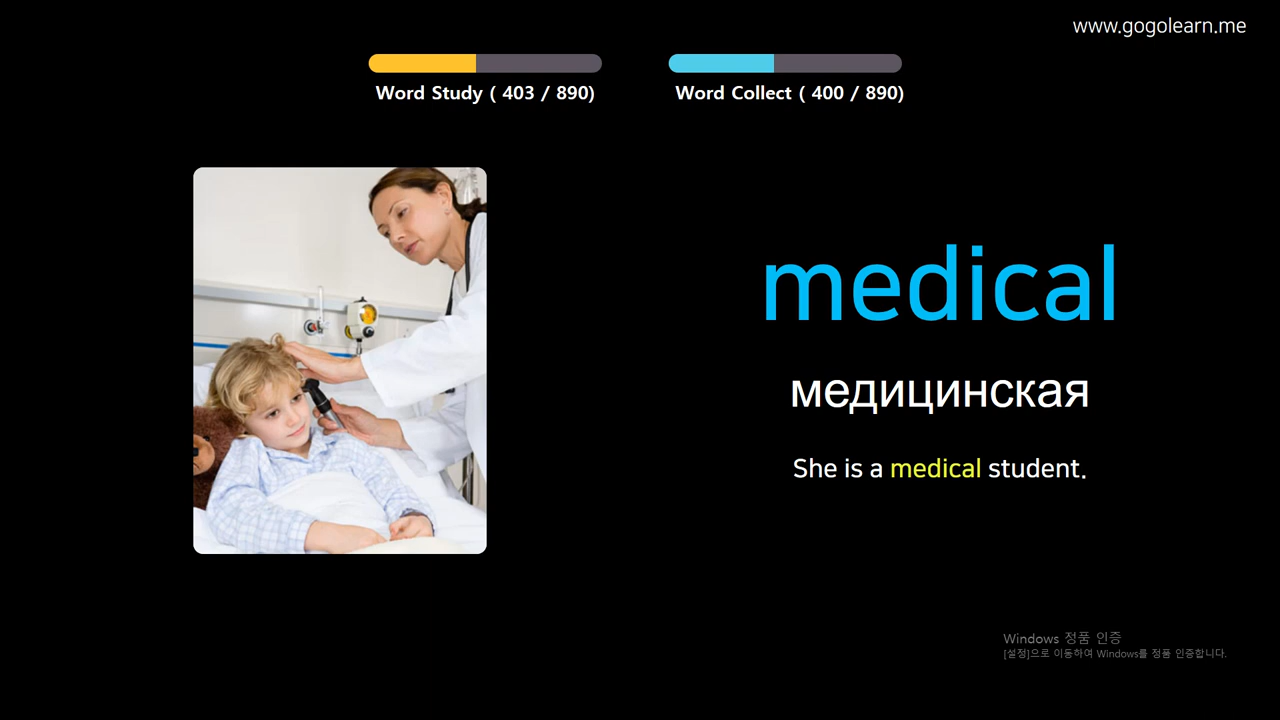 www.gogolearn.me
Word Study ( 403 / 890)
Word Collect ( 400 / 890)
medical
медицинская
She is a medical student.
Windows 정품 인증
[설정]으로 이동하여 Windows를 정품 인증합니다.